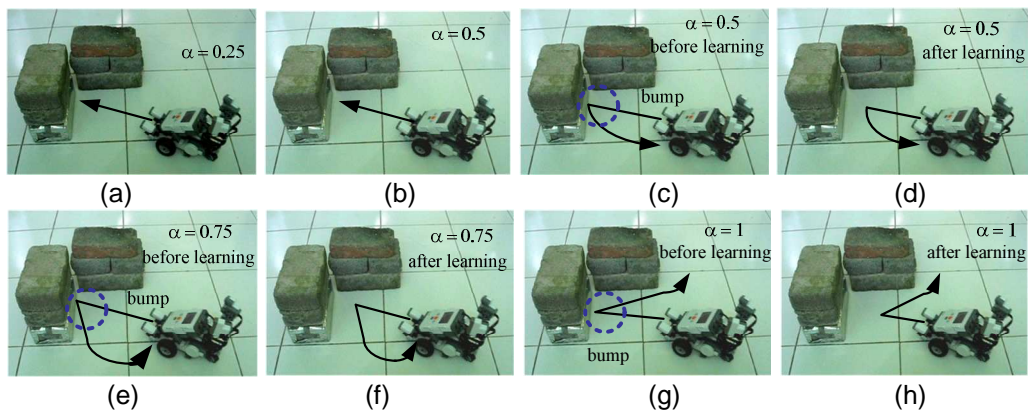 α = 0.25
α = 0.5
α = 0.5
before learning
bump
α = 0.5
after learning
(a)
(b)
(c)
(d)
α = 0.75
before learning
bump
α = 0.75
after learning
α = 1
before learning
bump
α = 1
after learning
(e)
(f)
(g)
(h)